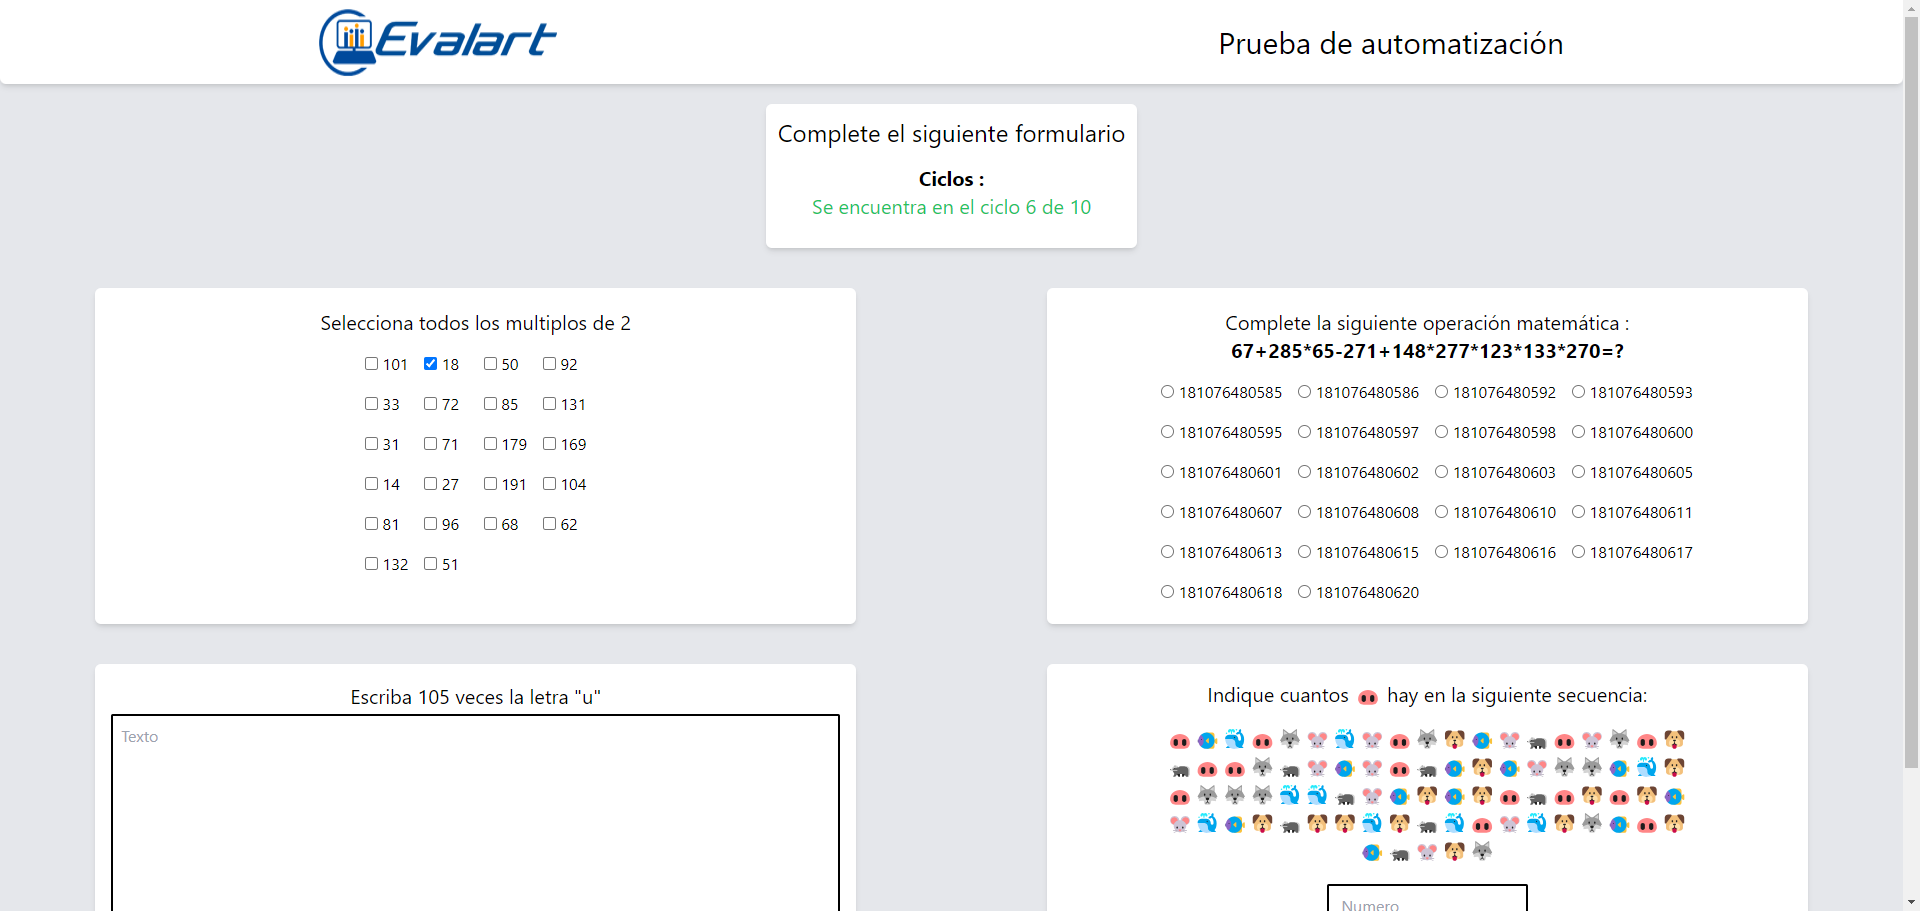 Evalart
Prueba de automatización
Complete el siguiente formulario
Ciclos :
Se encuentra en el ciclo 6 de 10
Selecciona todos los multiplos de 2
101 18 50 92
33 72 85 131
31 71 179 169
14 27 191 104
81 96 68 62
132 51
Complete la siguiente operación matemática :
67+285*65-271+148*277*123*133*270=?
181076480585 181076480586 181076480592 181076480593
181076480595 181076480597 181076480598 181076480600
181076480601 181076480602 181076480603 181076480605
181076480607 181076480608 181076480610 181076480611
181076480613 181076480615 181076480616 181076480617
181076480618 181076480620
Escriba 105 veces la letra "u"
Texto
Indique cuantos hay en la siguiente secuencia:
Numero